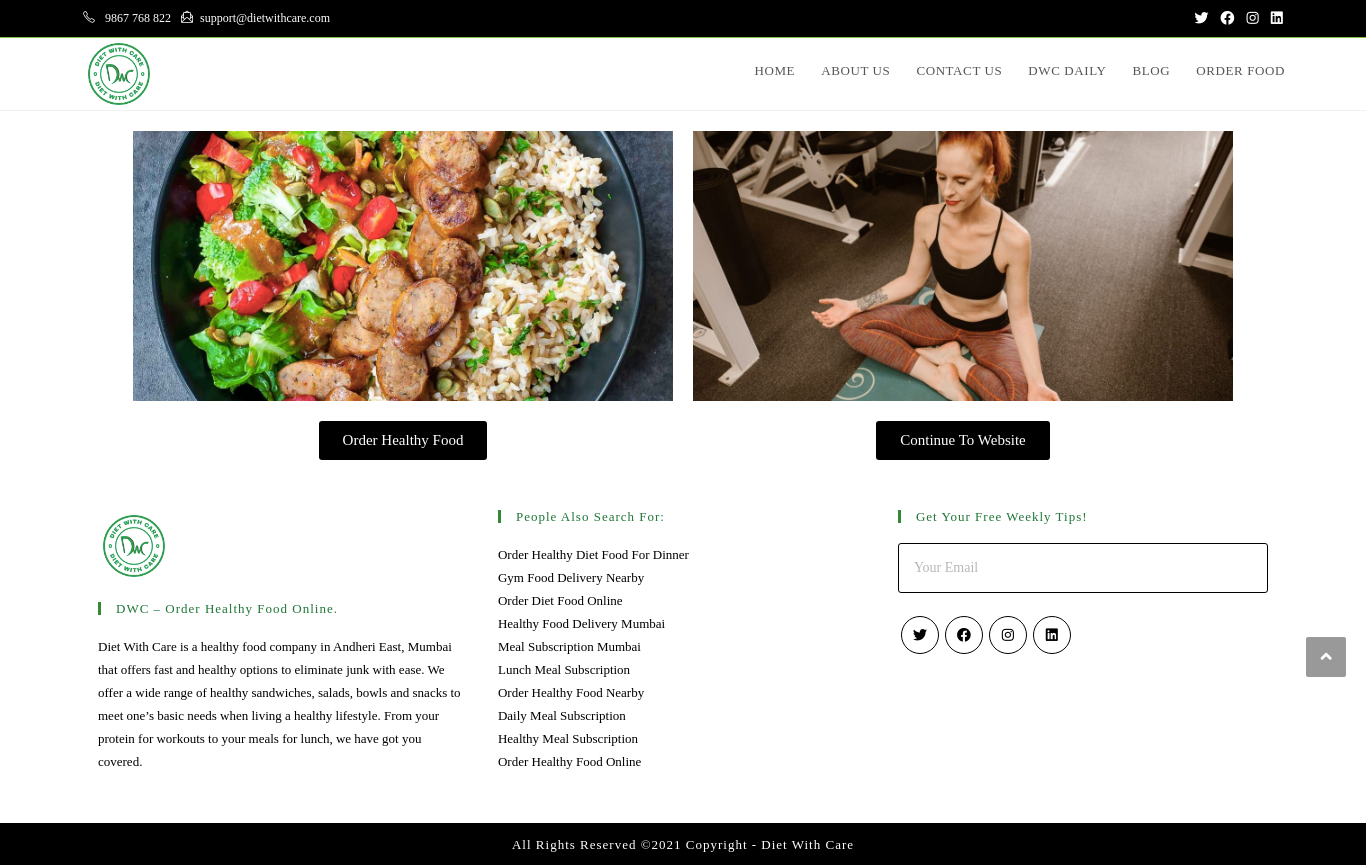 9867 768 822 support@dietwithcare.com
DIET WITH CARE
DWC
DIET WITH CARE
HOME ABOUT US CONTACT US DWC DAILY BLOG ORDER FOOD
Order Healthy Food
Continue To Website
DIET WITH CARE
DWC
DIET WITH CARE
DWC – Order Healthy Food Online.
Diet With Care is a healthy food company in Andheri East, Mumbai
that offers fast and healthy options to eliminate junk with ease. We
offer a wide range of healthy sandwiches, salads, bowls and snacks to
meet one’s basic needs when living a healthy lifestyle. From your
protein for workouts to your meals for lunch, we have got you
covered.
People Also Search For:
Order Healthy Diet Food For Dinner
Gym Food Delivery Nearby
Order Diet Food Online
Healthy Food Delivery Mumbai
Meal Subscription Mumbai
Lunch Meal Subscription
Order Healthy Food Nearby
Daily Meal Subscription
Healthy Meal Subscription
Order Healthy Food Online
Get Your Free Weekly Tips!
Your Email
All Rights Reserved ©2021 Copyright - Diet With Care